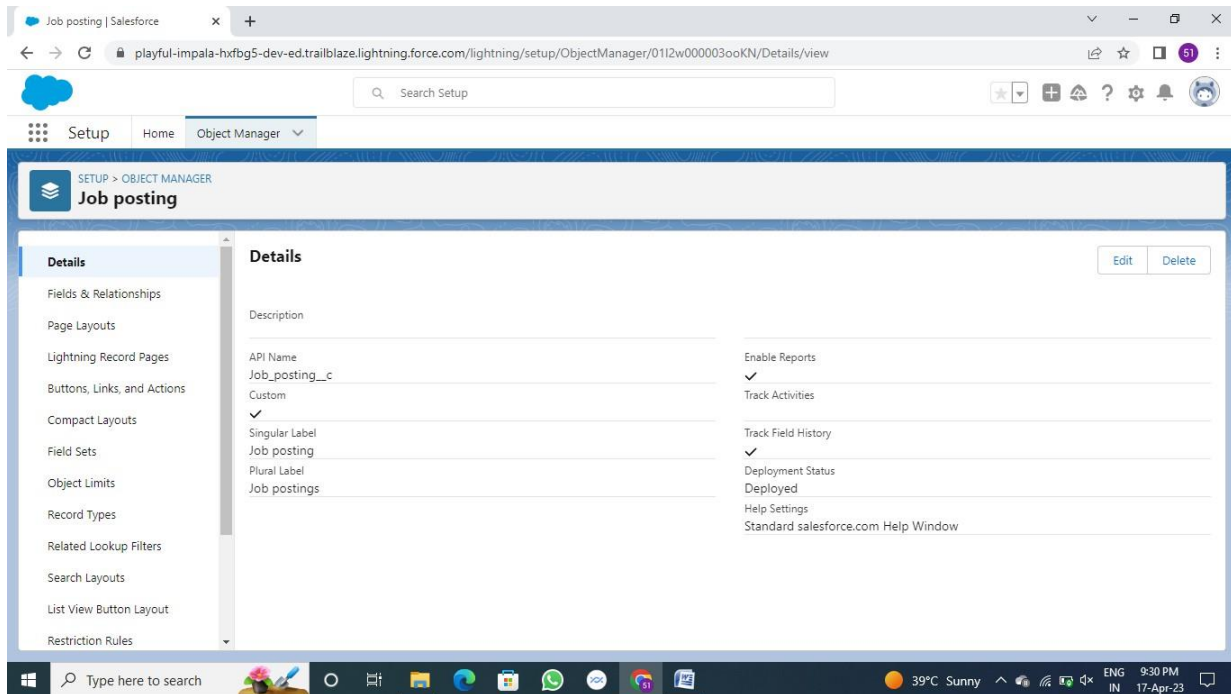 Job posting | Salesforce
playful-impala-hxfbg5-dev-ed.trailblaze.lightning.force.com/lightning/setup/ObjectManager/01I2w000003ooKN/Details/view
51
Search Setup
Setup
Home
Object Manager
SETUP > OBJECT MANAGER
Job posting
Details
Fields & Relationships
Page Layouts
Lightning Record Pages
Buttons, Links, and Actions
Compact Layouts
Field Sets
Object Limits
Record Types
Related Lookup Filters
Search Layouts
List View Button Layout
Restriction Rules
Details
Edit
Delete
Description
API Name
Job_posting__c
Custom
Singular Label
Job posting
Plural Label
Job postings
Enable Reports
Track Activities
Track Field History
Deployment Status
Deployed
Help Settings
Standard salesforce.com Help Window
Type here to search
51
39°C Sunny
ENG
IN
9:30 PM
17-Apr-23